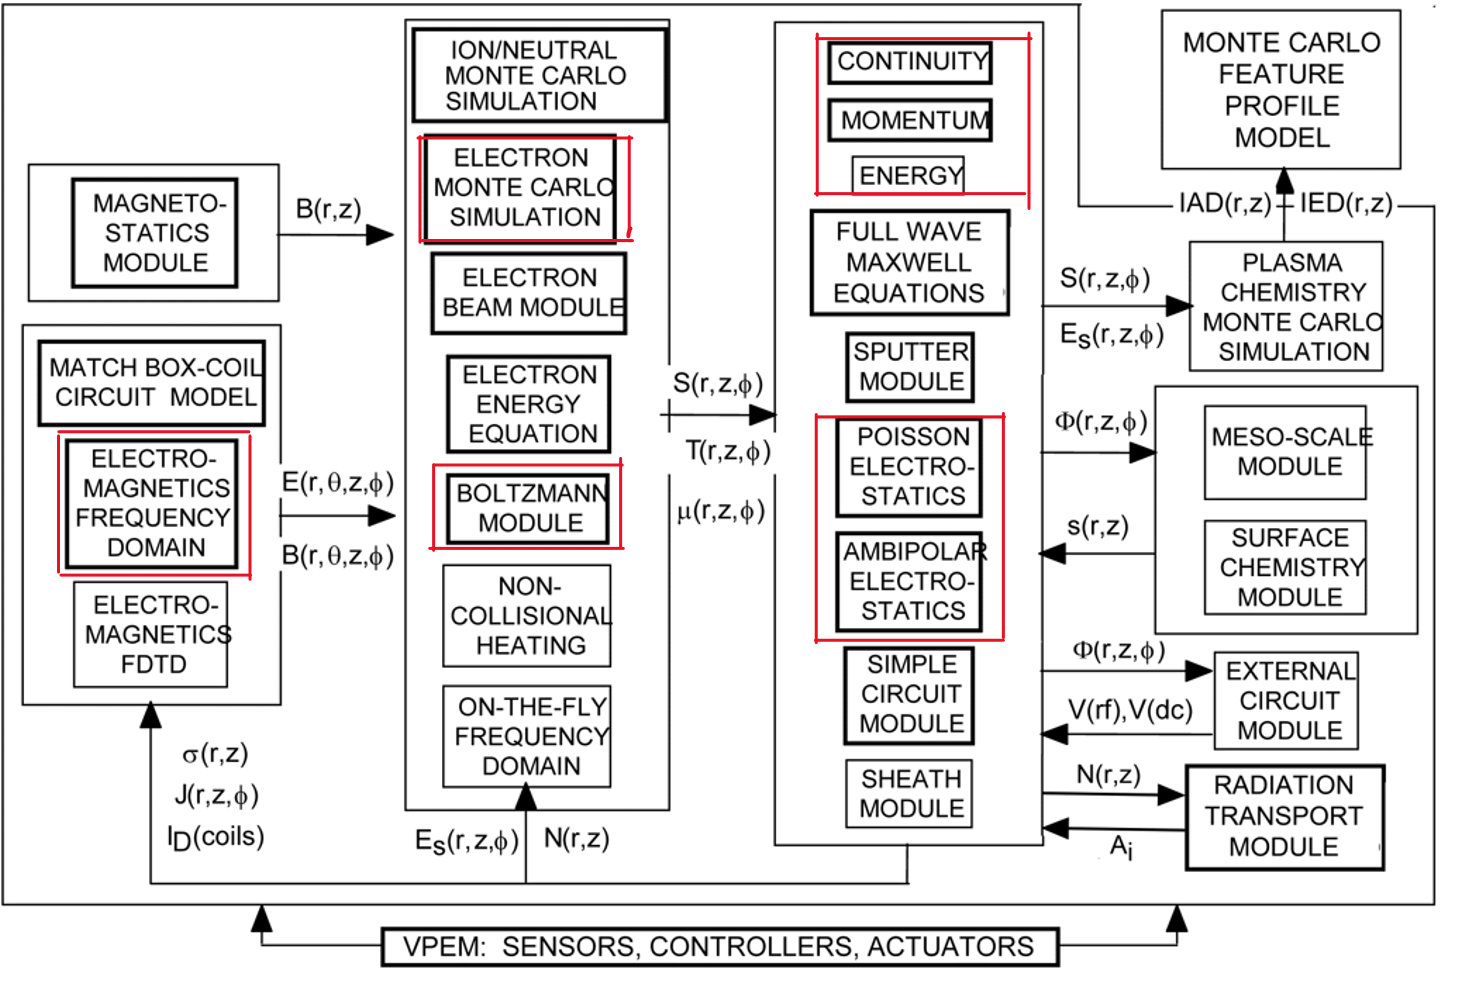 MAGNETO-
STATICS
MODULE
B(r,z)
MATCH BOX-COIL
CIRCUIT MODEL
ELECTRO-
MAGNETICS
FREQUENCY
DOMAIN
ELECTRO-
MAGNETICS
FDTD
E(r,θ,z,ϕ)
B(r,θ,z,ϕ)
σ(r,z)
J(r,z,ϕ)
ID(coils)
ION/NEUTRAL
MONTE CARLO
SIMULATION
ELECTRON
MONTE CARLO
SIMULATION
ELECTRON
BEAM MODULE
ELECTRON
ENERGY
EQUATION
BOLTZMANN
MODULE
NON-
COLLISIONAL
HEATING
ON-THE-FLY
FREQUENCY
DOMAIN
Es(r,z,ϕ)
N(r,z)
S(r,z,ϕ)
T(r,z,ϕ)
μ(r,z,ϕ)
CONTINUITY
MOMENTUM
ENERGY
FULL WAVE
MAXWELL
EQUATIONS
SPUTTER
MODULE
POISSON
ELECTRO-
STATICS
AMBIPOLAR
ELECTRO-
STATICS
SIMPLE
CIRCUIT
MODULE
SHEATH
MODULE
MONTE CARLO
FEATURE
PROFILE
MODEL
IAD(r,z)
IED(r,z)
S(r,z,ϕ)
Es(r,z,ϕ)
PLASMA
CHEMISTRY
MONTE CARLO
SIMULATION
Φ(r,z,ϕ)
s(r,z)
MESO-SCALE
MODULE
SURFACE
CHEMISTRY
MODULE
Φ(r,z,ϕ)
V(rf),V(dc)
EXTERNAL
CIRCUIT
MODULE
N(r,z)
Ai
RADIATION
TRANSPORT
MODULE
VPEM: SENSORS, CONTROLLERS, ACTUATORS